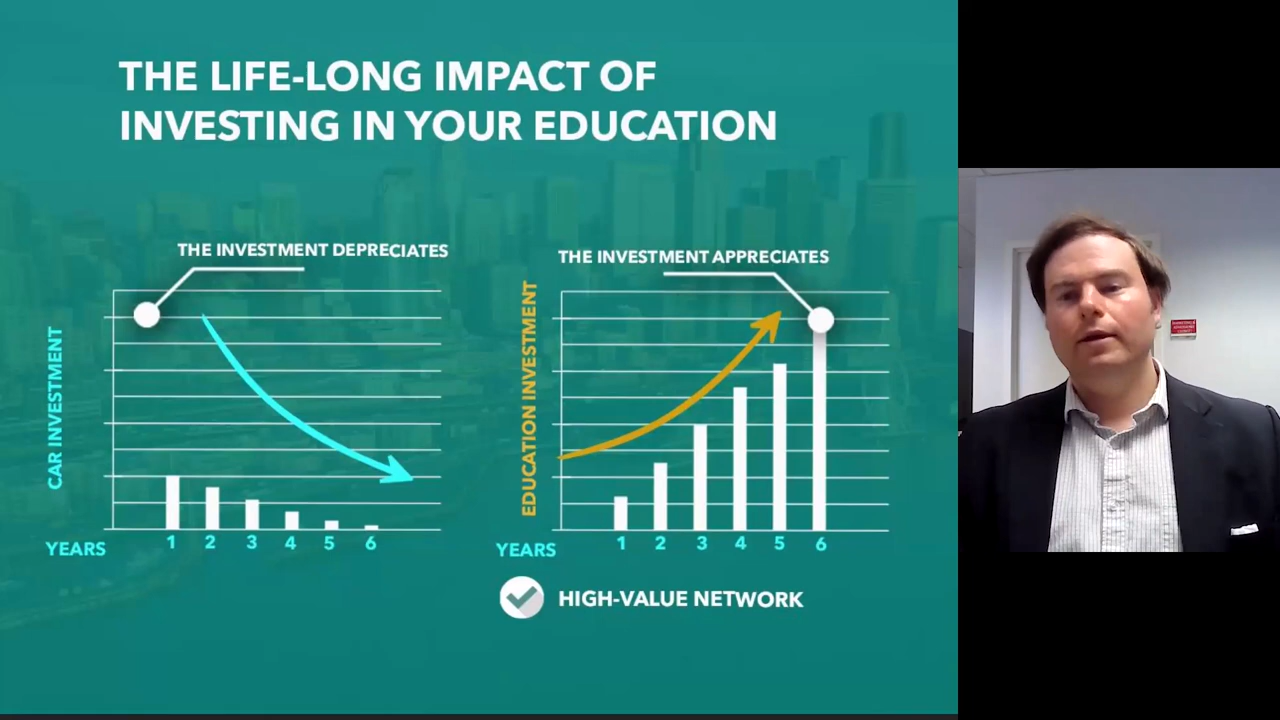 THE LIFE-LONG IMPACT OF
INVESTING IN YOUR EDUCATION
THE INVESTMENT DEPRECIATES
CAR INVESTMENT
YEARS 1 2 3 4 5 6
THE INVESTMENT APPRECIATES
EDUCATION INVESTMENT
YEARS 1 2 3 4 5 6
HIGH-VALUE NETWORK